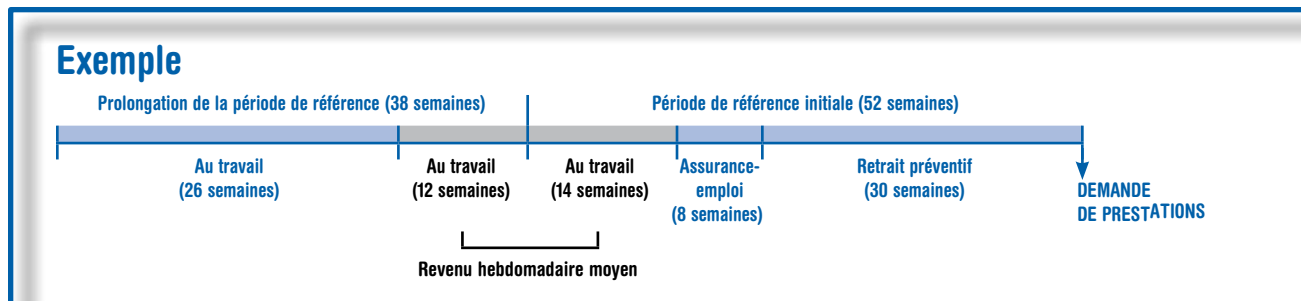 Exemple
Prolongation de la période de référence (38 semaines)
Période de référence initiale (52 semaines)
Au travail
(26 semaines)
Au travail
(12 semaines)
Au travail
(14 semaines)
Assurance-
emploi
(8 semaines)
Retrait préventif
(30 semaines)
DEMANDE
DE PRESTATIONS
Revenu hebdomadaire moyen